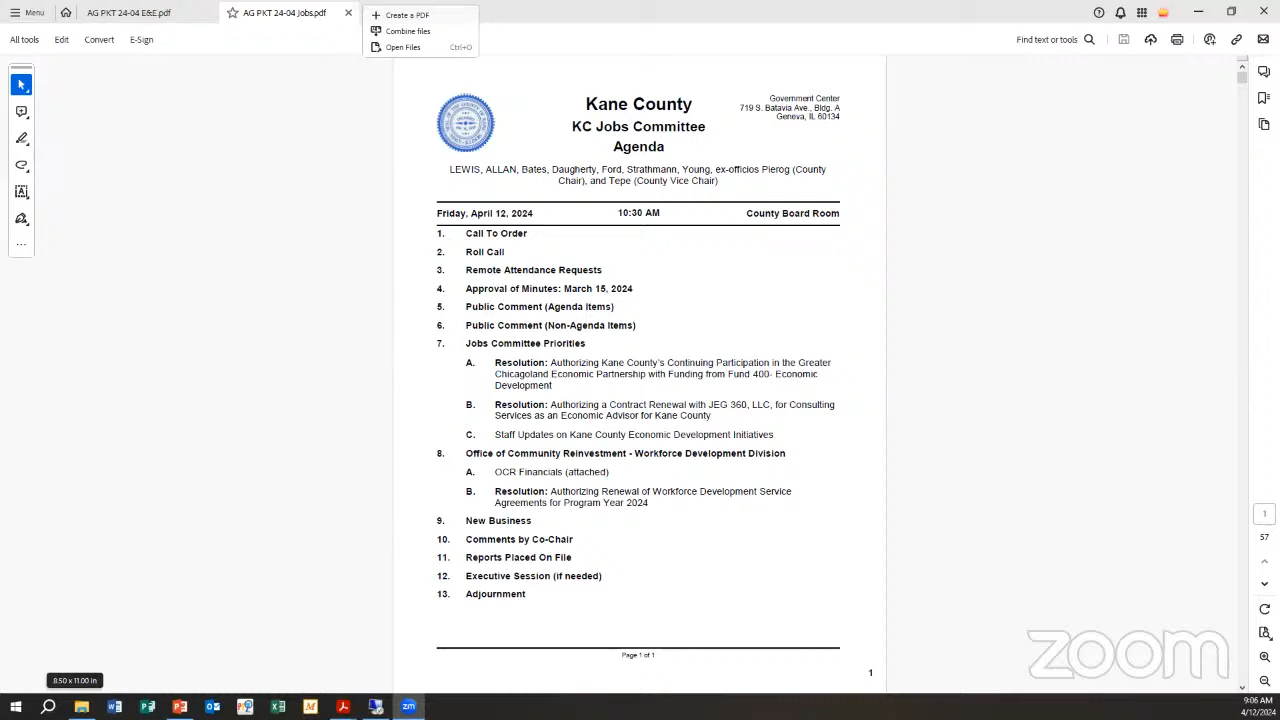 Menu
AG PKT 24-04 E&E.pdf
AG PKT 24-04 Jobs.pdf
Create a PDF
Combine files
Open Files Ctrl+O
All tools Edit Convert E-Sign
Find text or tools
Kane County
KC Jobs Committee
Agenda
Government Center
719 S. Batavia Ave., Bldg. A
Geneva, IL 60134
LEWIS, ALLAN, Bates, Daugherty, Ford, Strathmann, Young, ex-officios Pierog (County
Chair), and Tepe (County Vice Chair)
Friday, April 12, 2024 10:30 AM County Board Room
1. Call To Order
2. Roll Call
3. Remote Attendance Requests
4. Approval of Minutes: March 15, 2024
5. Public Comment (Agenda Items)
6. Public Comment (Non-Agenda Items)
7. Jobs Committee Priorities
A. Resolution: Authorizing Kane County's Continuing Participation in the Greater
Chicagoland Economic Partnership with Funding from Fund 400- Economic
Development
B. Resolution: Authorizing a Contract Renewal with JEG 360, LLC, for Consulting
Services as an Economic Advisor for Kane County
C. Staff Updates on Kane County Economic Development Initiatives
8. Office of Community Reinvestment - Workforce Development Division
A. OCR Financials (attached)
B. Resolution: Authorizing Renewal of Workforce Development Service
Agreements for Program Year 2024
9. New Business
10. Comments by Co-Chair
11. Reports Placed On File
12. Executive Session (if needed)
13. Adjournment
Page 1 of 1
1
1
57
zoom
8.50 x 11.00 in
zm
9:06 AM
4/12/2024